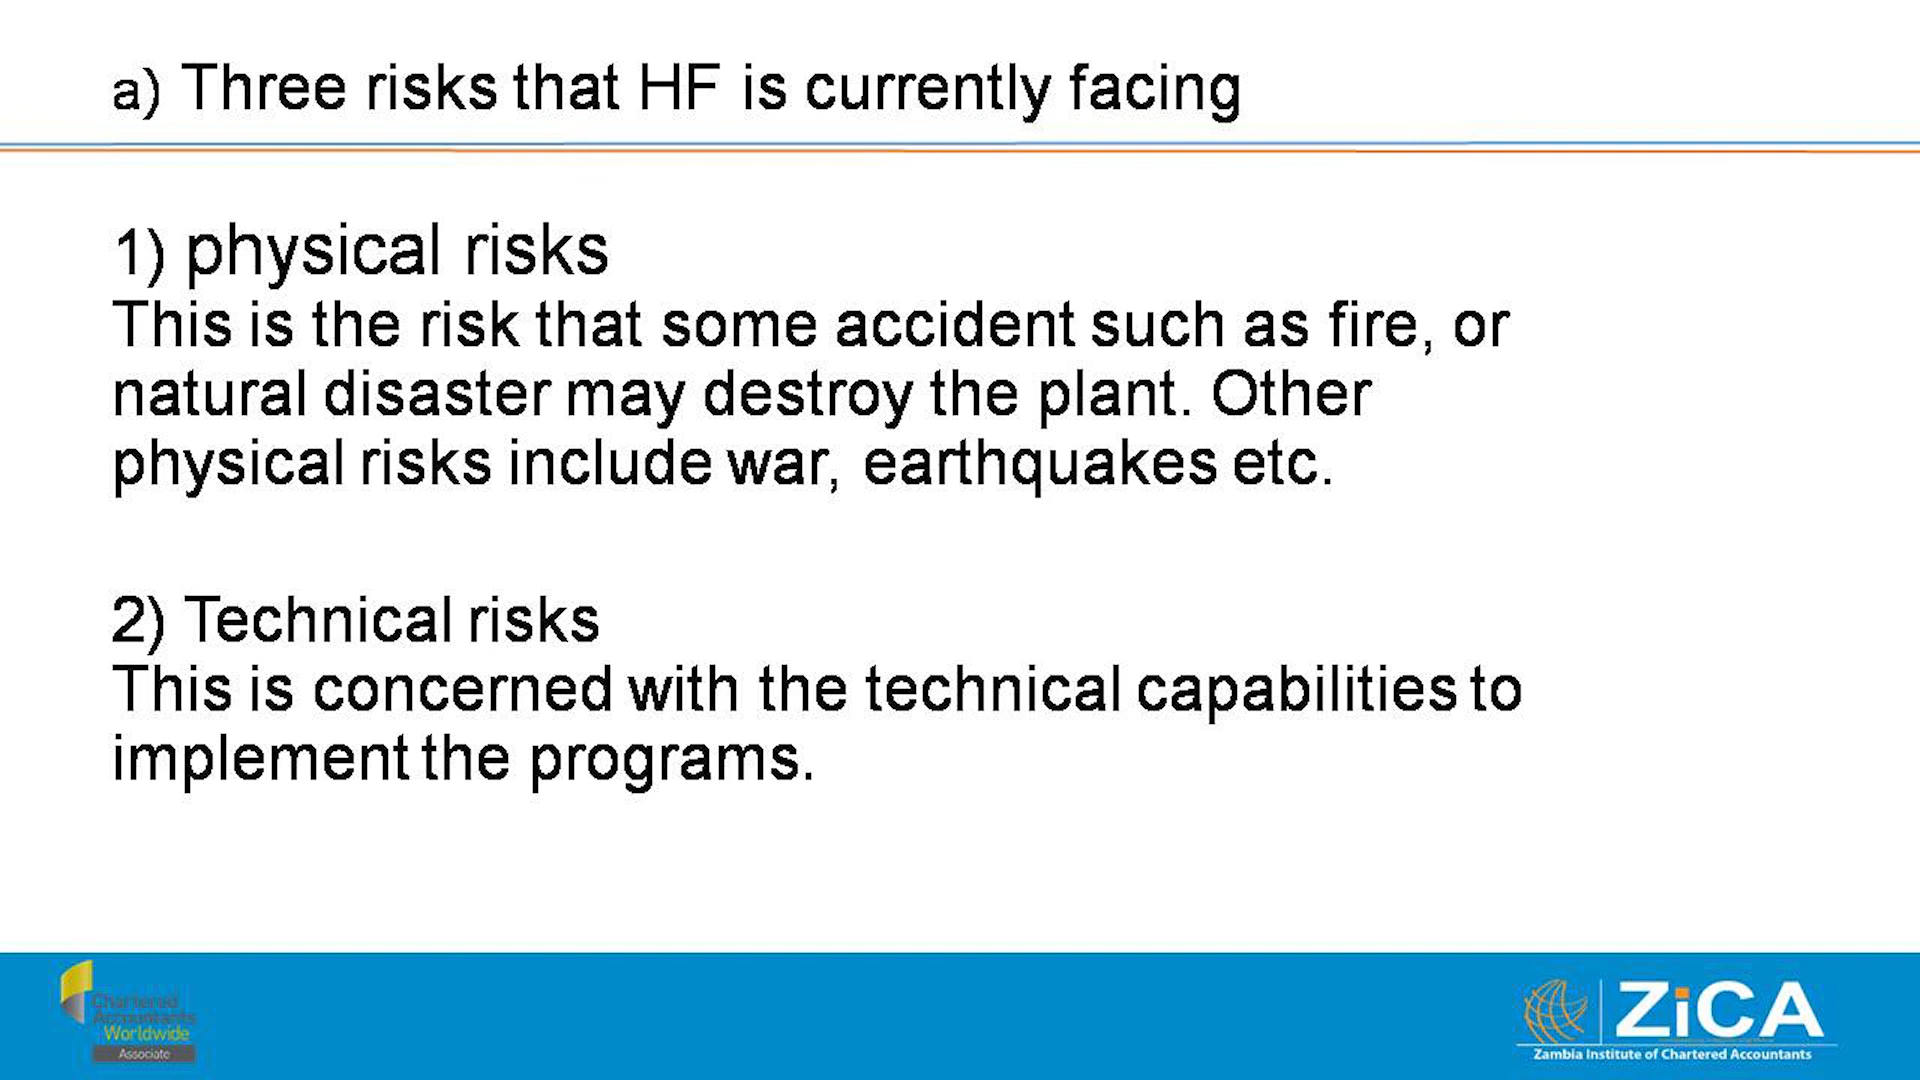 a) Three risks that HF is currently facing
1) physical risks
This is the risk that some accident such as fire, or
natural disaster may destroy the plant. Other
physical risks include war, earthquakes etc.
2) Technical risks
This is concerned with the technical capabilities to
implement the programs.
Chartered
Accountants
Worldwide
Associate
ZiCA
Zambia Institute of Chartered Accountants